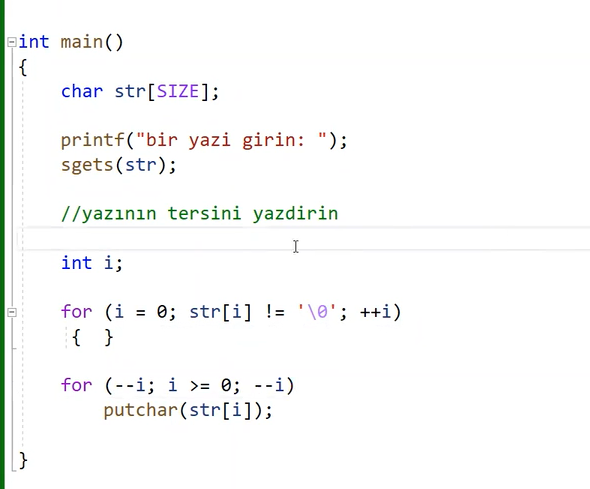 int main()
{
char str[SIZE];
printf("bir yazi girin: ");
sgets(str);
//yazının tersini yazdirin
int i;
for (i = 0; str[i] != '\0'; ++i)
{ }
for (--i; i >= 0; --i)
putchar(str[i]);
}